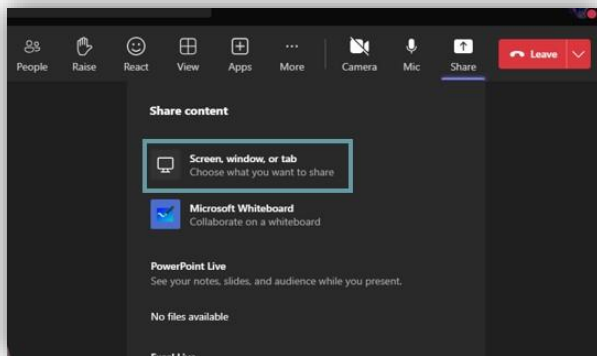 People Raise React View Apps More Camera Mic Share Leave
Share content
Screen, window, or tab
Choose what you want to share
Microsoft Whiteboard
Collaborate on a whiteboard
PowerPoint Live
See your notes, slides, and audience while you present.
No files available